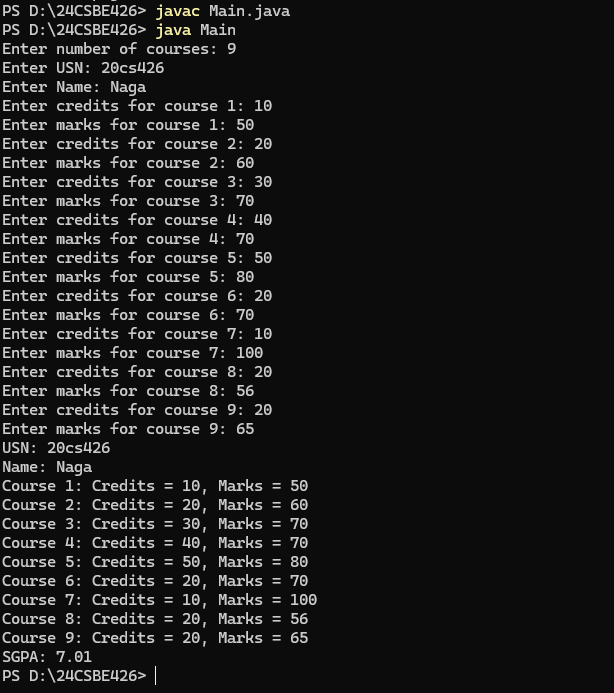 PS D:\24CSBE426> javac Main.java
PS D:\24CSBE426> java Main
Enter number of courses: 9
Enter USN: 20cs426
Enter Name: Naga
Enter credits for course 1: 10
Enter marks for course 1: 50
Enter credits for course 2: 20
Enter marks for course 2: 60
Enter credits for course 3: 30
Enter marks for course 3: 70
Enter credits for course 4: 40
Enter marks for course 4: 70
Enter credits for course 5: 50
Enter marks for course 5: 80
Enter credits for course 6: 20
Enter marks for course 6: 70
Enter credits for course 7: 10
Enter marks for course 7: 100
Enter credits for course 8: 20
Enter marks for course 8: 56
Enter credits for course 9: 20
Enter marks for course 9: 65
USN: 20cs426
Name: Naga
Course 1: Credits = 10, Marks = 50
Course 2: Credits = 20, Marks = 60
Course 3: Credits = 30, Marks = 70
Course 4: Credits = 40, Marks = 70
Course 5: Credits = 50, Marks = 80
Course 6: Credits = 20, Marks = 70
Course 7: Credits = 10, Marks = 100
Course 8: Credits = 20, Marks = 56
Course 9: Credits = 20, Marks = 65
SGPA: 7.01
PS D:\24CSBE426>